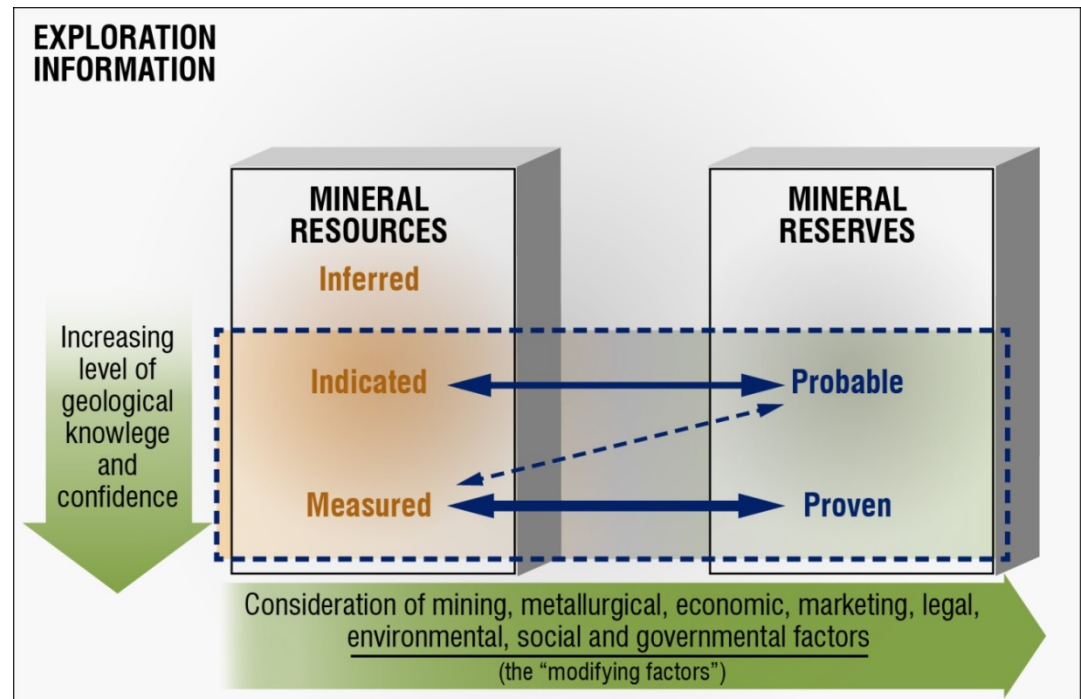 EXPLORATION
INFORMATION
MINERAL
RESOURCES
Inferred
Indicated
Measured
MINERAL
RESERVES
Probable
Proven
Increasing
level of
geological
knowlege
and
confidence
Consideration of mining, metallurgical, economic, marketing, legal,
environmental, social and governmental factors
(the “modifying factors”)